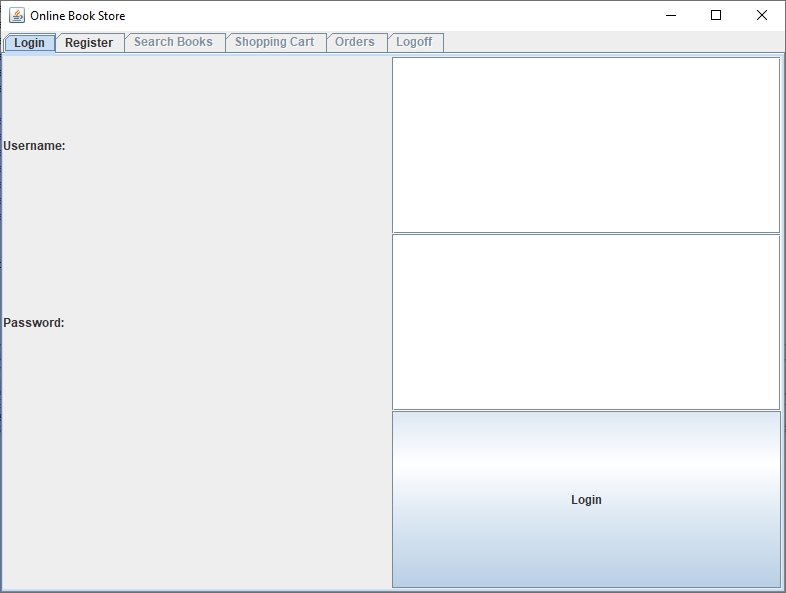 Online Book Store
Login Register Search Books Shopping Cart Orders Logoff
Username:
Password:
Login